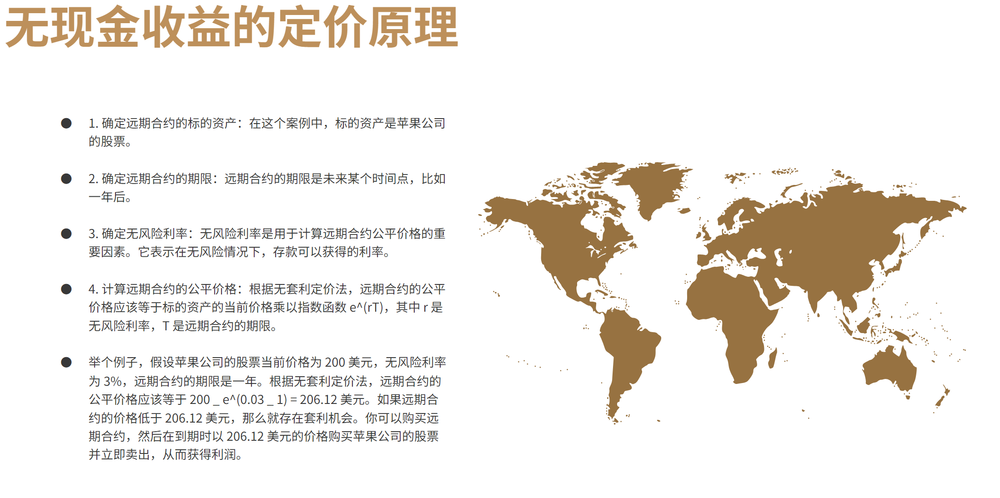 无现金收益的定价原理
● 1. 确定远期合约的标的资产：在这个案例中，标的资产是苹果公司
的股票。
● 2. 确定远期合约的期限：远期合约的期限是未来某个时间点，比如
一年后。
● 3. 确定无风险利率：无风险利率是用于计算远期合约公平价格的重
要因素。它表示在无风险情况下，存款可以获得的利率。
● 4. 计算远期合约的公平价格：根据无套利定价法，远期合约的公平
价格应该等于标的资产的当前价格乘以指数函数 e^(rT)，其中 r 是
无风险利率，T 是远期合约的期限。
● 举个例子，假设苹果公司的股票当前价格为 200 美元，无风险利率
为 3%，远期合约的期限是一年。根据无套利定价法，远期合约的
公平价格应该等于 200 _ e^(0.03 _ 1) = 206.12 美元。如果远期合
约的价格低于 206.12 美元，那么就存在套利机会。你可以购买远
期合约，然后在到期时以 206.12 美元的价格购买苹果公司的股票
并立即卖出，从而获得利润。